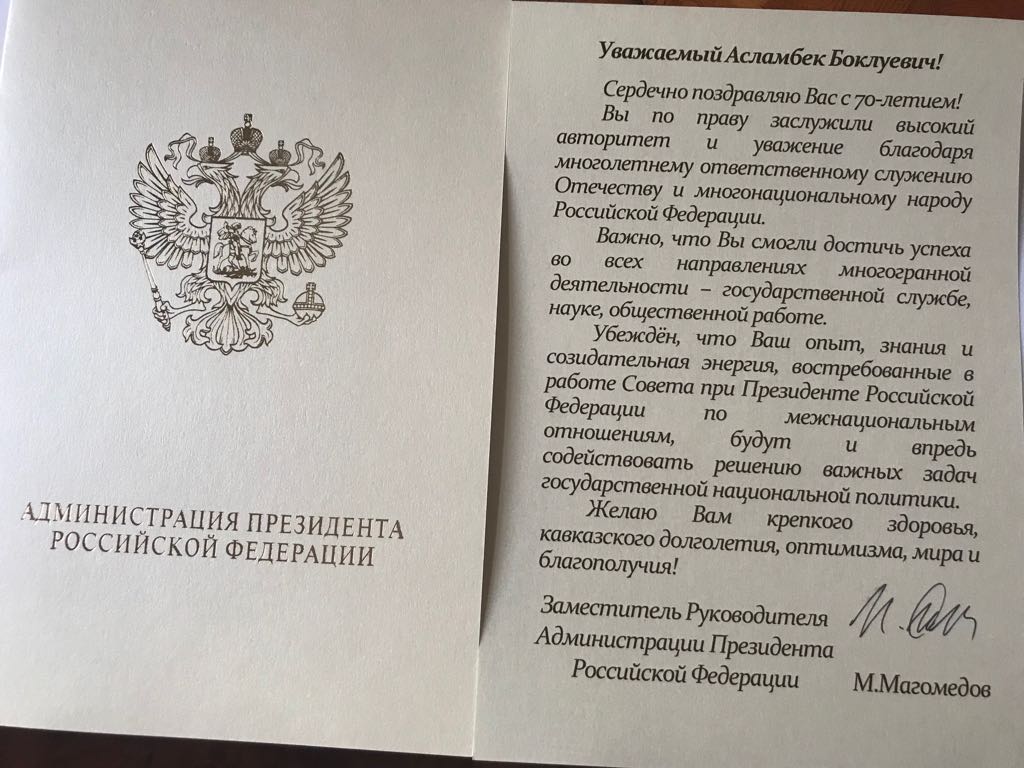 АДМИНИСТРАЦИЯ ПРЕЗИДЕНТА
РОССИЙСКОЙ ФЕДЕРАЦИИ
Уважаемый Асламбек Боклуевич!
Сердечно поздравляю Вас с 70-летием!
Вы по праву заслужили высокий
авторитет и уважение благодаря
многолетнему ответственному служению
Отечеству и многонациональному народу
Российской Федерации.
Важно, что Вы смогли достичь успеха
во всех направлениях многогранной
деятельности – государственной службе,
науке, общественной работе.
Убеждён, что Ваш опыт, знания и
созидательная энергия, востребованные в
работе Совета при Президенте Российской
Федерации по межнациональным
отношениям, будут и впредь
содействовать решению важных задач
государственной национальной политики.
Желаю Вам крепкого здоровья,
кавказского долголетия, оптимизма, мира и
благополучия!
Заместитель Руководителя
Администрации Президента
Российской Федерации М.Магомедов